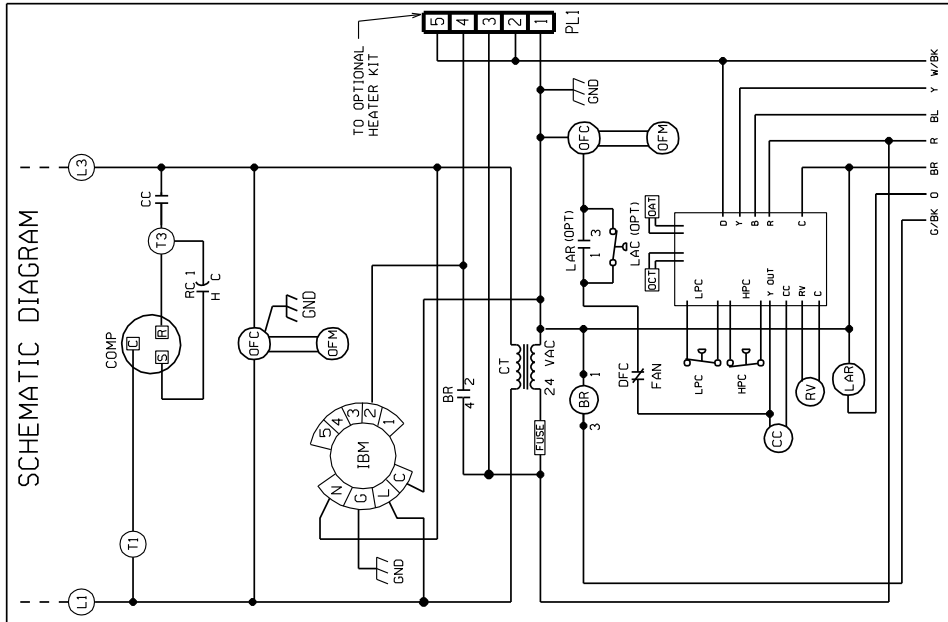 SCHEMATIC DIAGRAM
L1
L3
T1
T3
CC
COMP
C
S
R
RC 1
H
C
OFC
GND
OFM
IBM
5
4
3
2
1
N
G
L
C
GND
BR
4
2
CT
24 VAC
FUSE
TO OPTIONAL
HEATER KIT
5
4
3
2
1
PL1
GND
OFC
OFM
LAR (OPT)
1
3
LAC (OPT)
BR
1
3
DFC
FAN
OCT
OAT
LPC
HPC
Y OUT
CC
RV
C
D
Y
B
R
C
LPC
HPC
CC
RV
LAR
W/BK
Y
BL
R
BR
O
G/BK